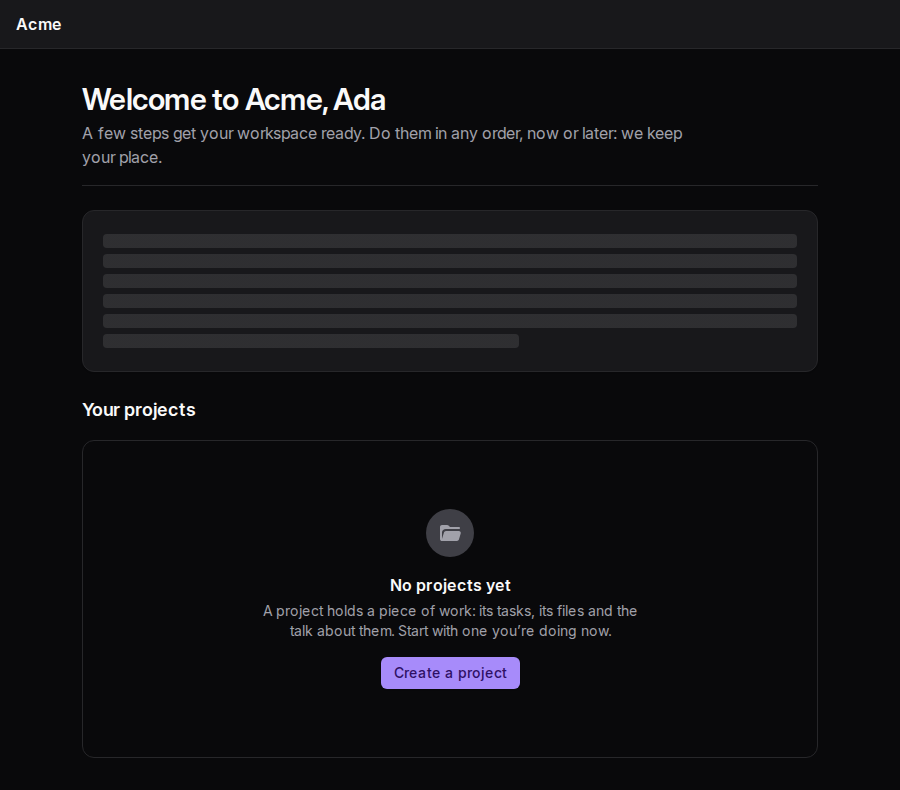 Acme
Welcome to Acme, Ada
A few steps get your workspace ready. Do them in any order, now or later: we keep
your place.
Your projects
No projects yet
A project holds a piece of work: its tasks, its files and the
talk about them. Start with one you’re doing now.
Create a project